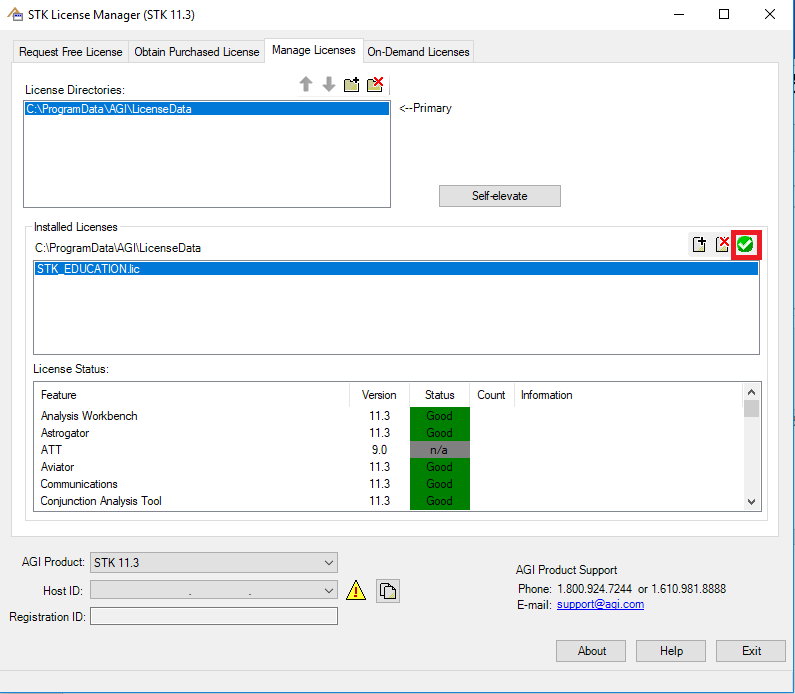 STK License Manager (STK 11.3)
Request Free License Obtain Purchased License Manage Licenses On-Demand Licenses
License Directories:
C:\ProgramData\AGI\LicenseData <--Primary
Self-elevate
Installed Licenses
C:\ProgramData\AGI\LicenseData
STK_EDUCATION.lic
License Status:
Feature Version Status Count Information
Analysis Workbench 11.3 Good
Astrogator 11.3 Good
ATT 9.0 n/a
Aviator 11.3 Good
Communications 11.3 Good
Conjunction Analysis Tool 11.3 Good
AGI Product: STK 11.3
Host ID: . .
Registration ID:
AGI Product Support
Phone: 1.800.924.7244 or 1.610.981.8888
E-mail: support@agi.com
About Help Exit